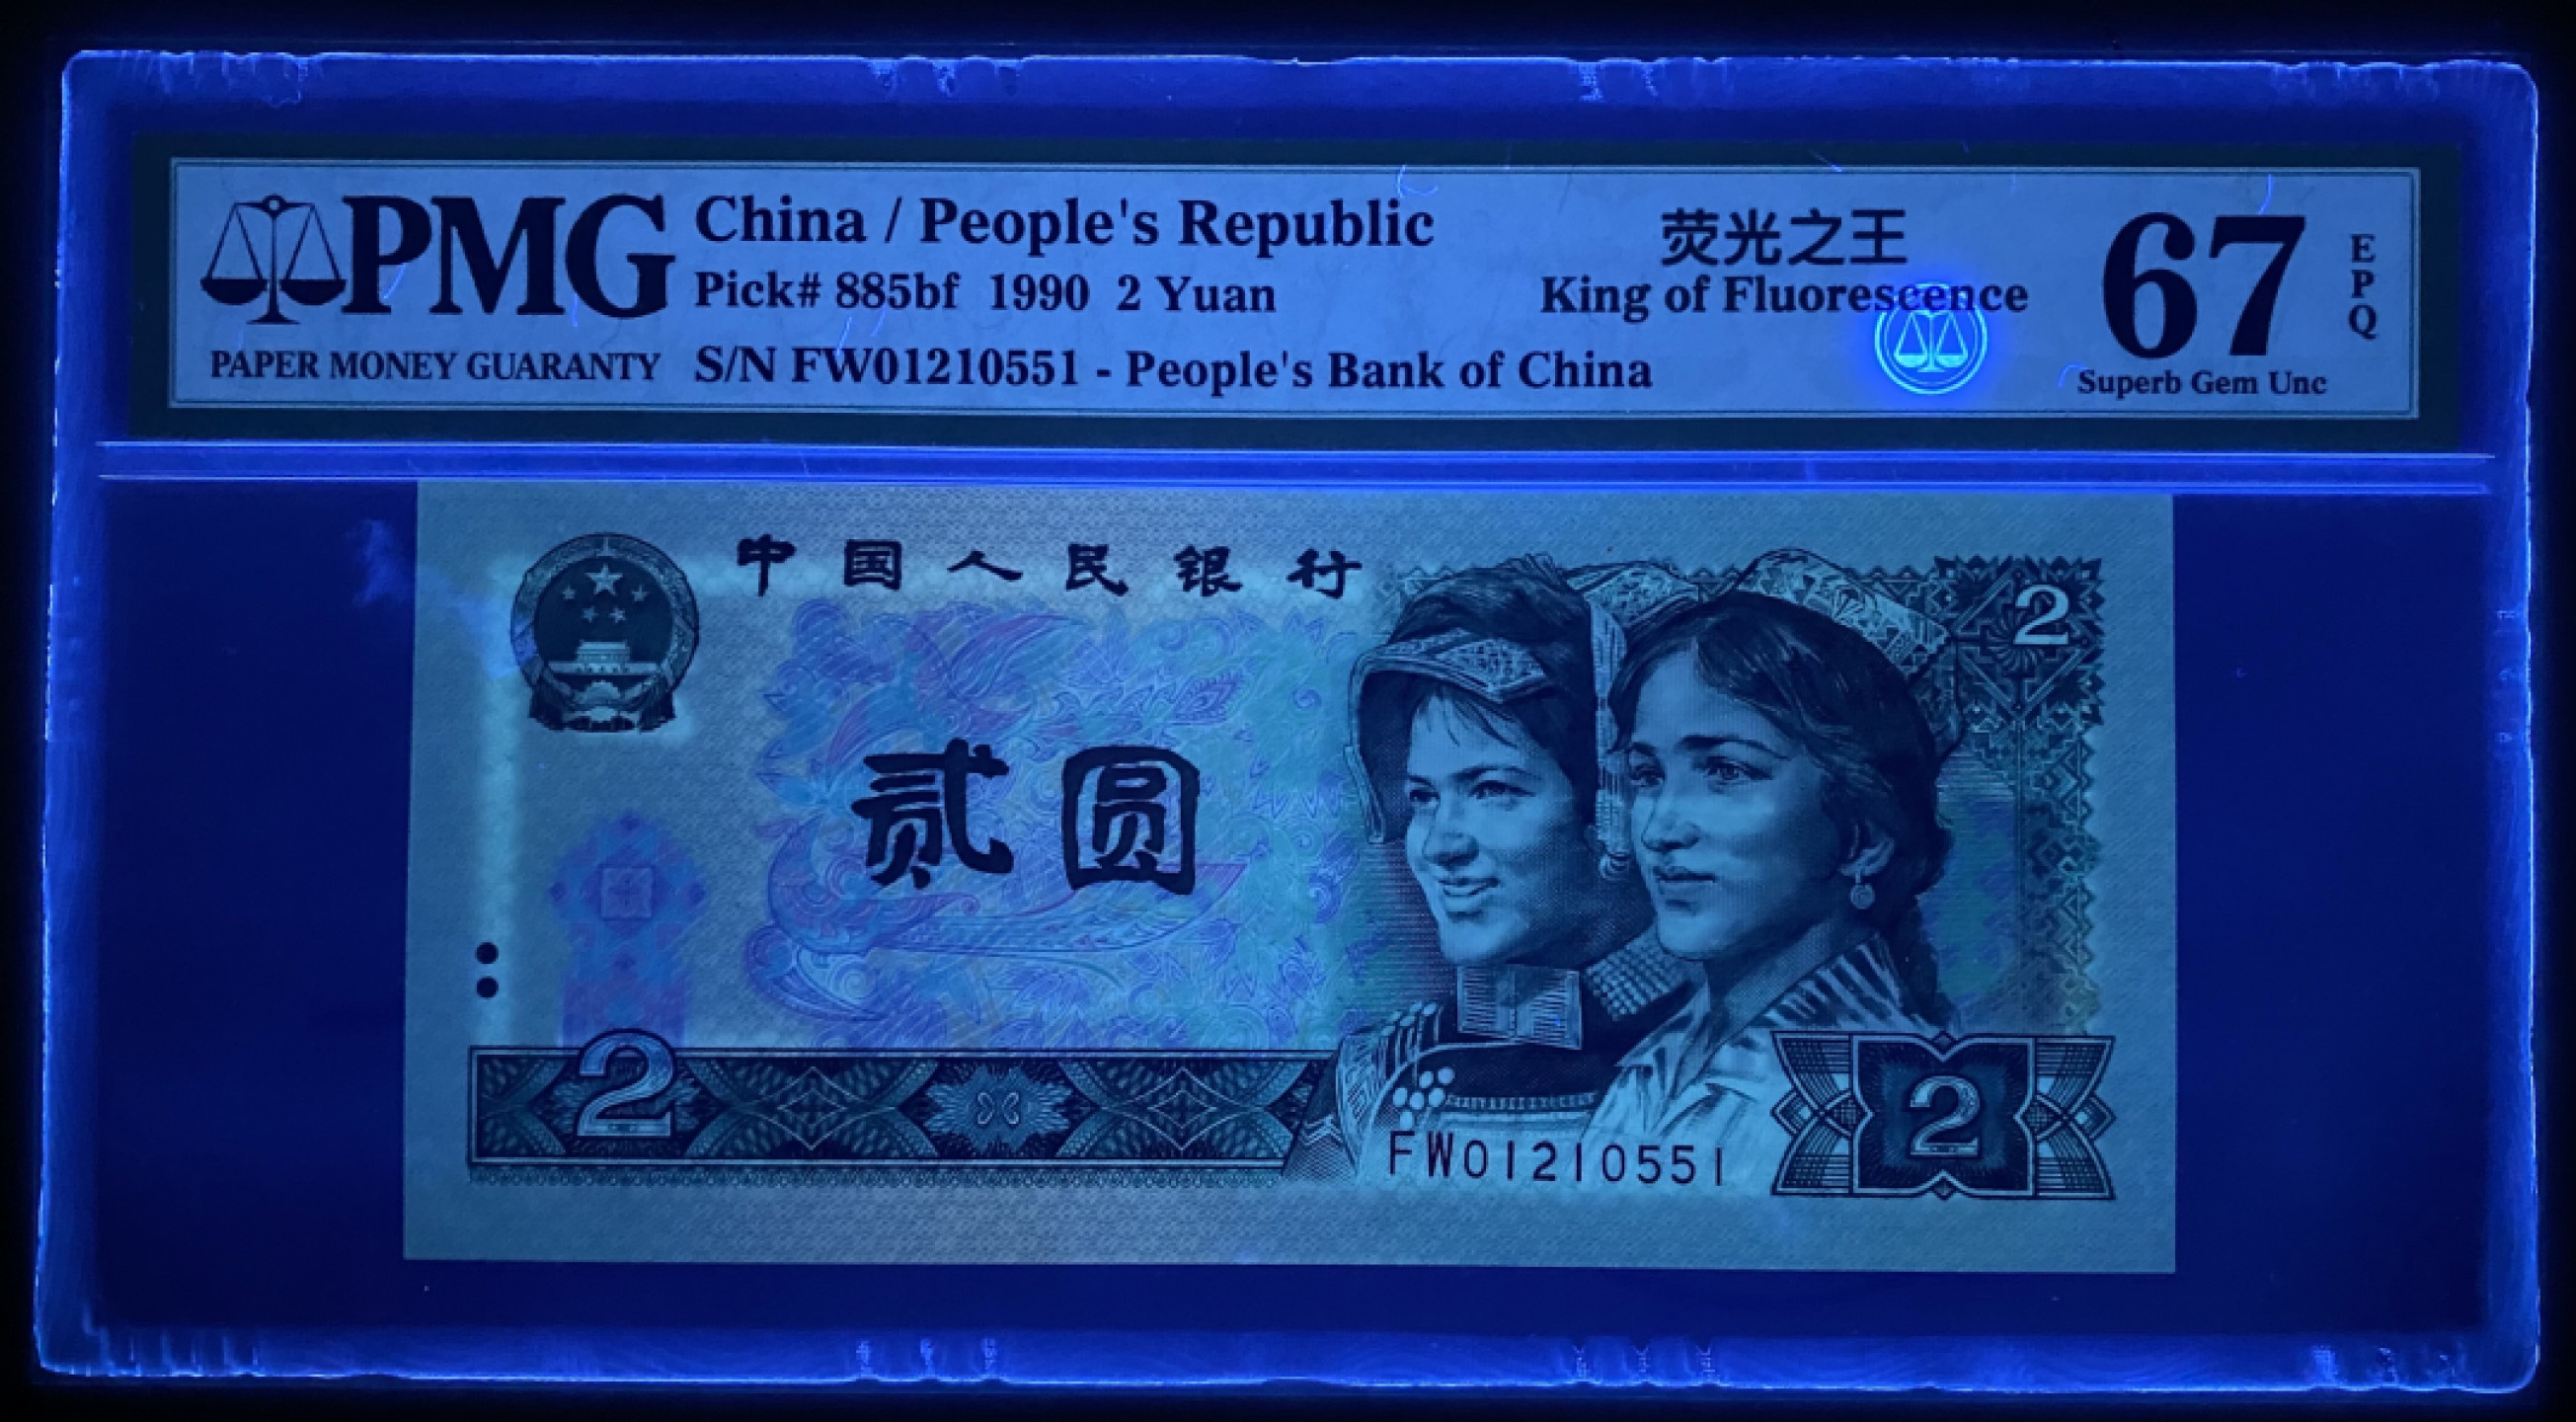 PMG
PAPER MONEY GUARANTY
China / People's Republic
Pick# 885bf 1990 2 Yuan
S/N FW01210551 - People's Bank of China
荧光之王
King of Fluorescence
67
EPQ
Superb Gem Unc
中国人民银行
2
贰圆
2
FW01210551
2